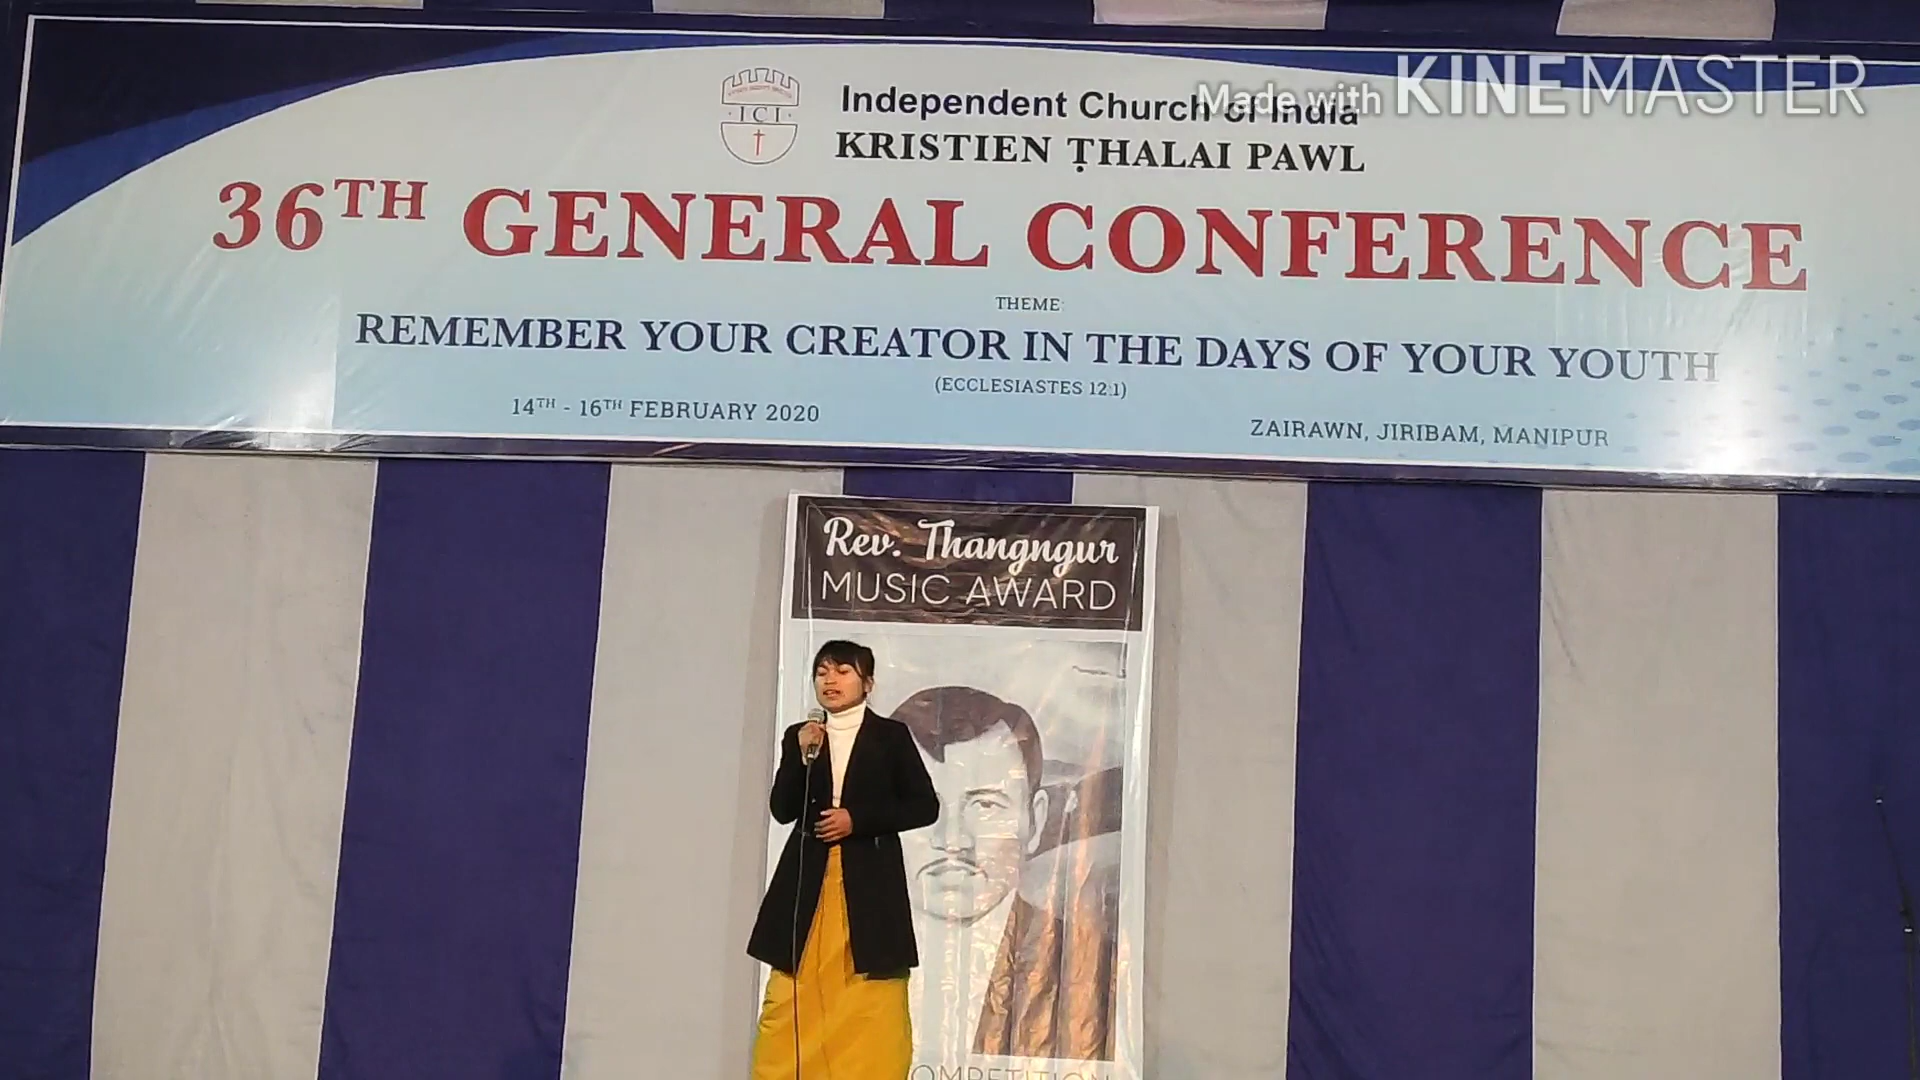 Made with KINEMASTER
ICI
Independent Church of India
KRISTIEN ṬHALAI PAWL
36TH GENERAL CONFERENCE
THEME:
REMEMBER YOUR CREATOR IN THE DAYS OF YOUR YOUTH
(ECCLESIASTES 12:1)
14TH - 16TH FEBRUARY 2020
ZAIRAWN, JIRIBAM, MANIPUR
Rev. Thangngur
MUSIC AWARD